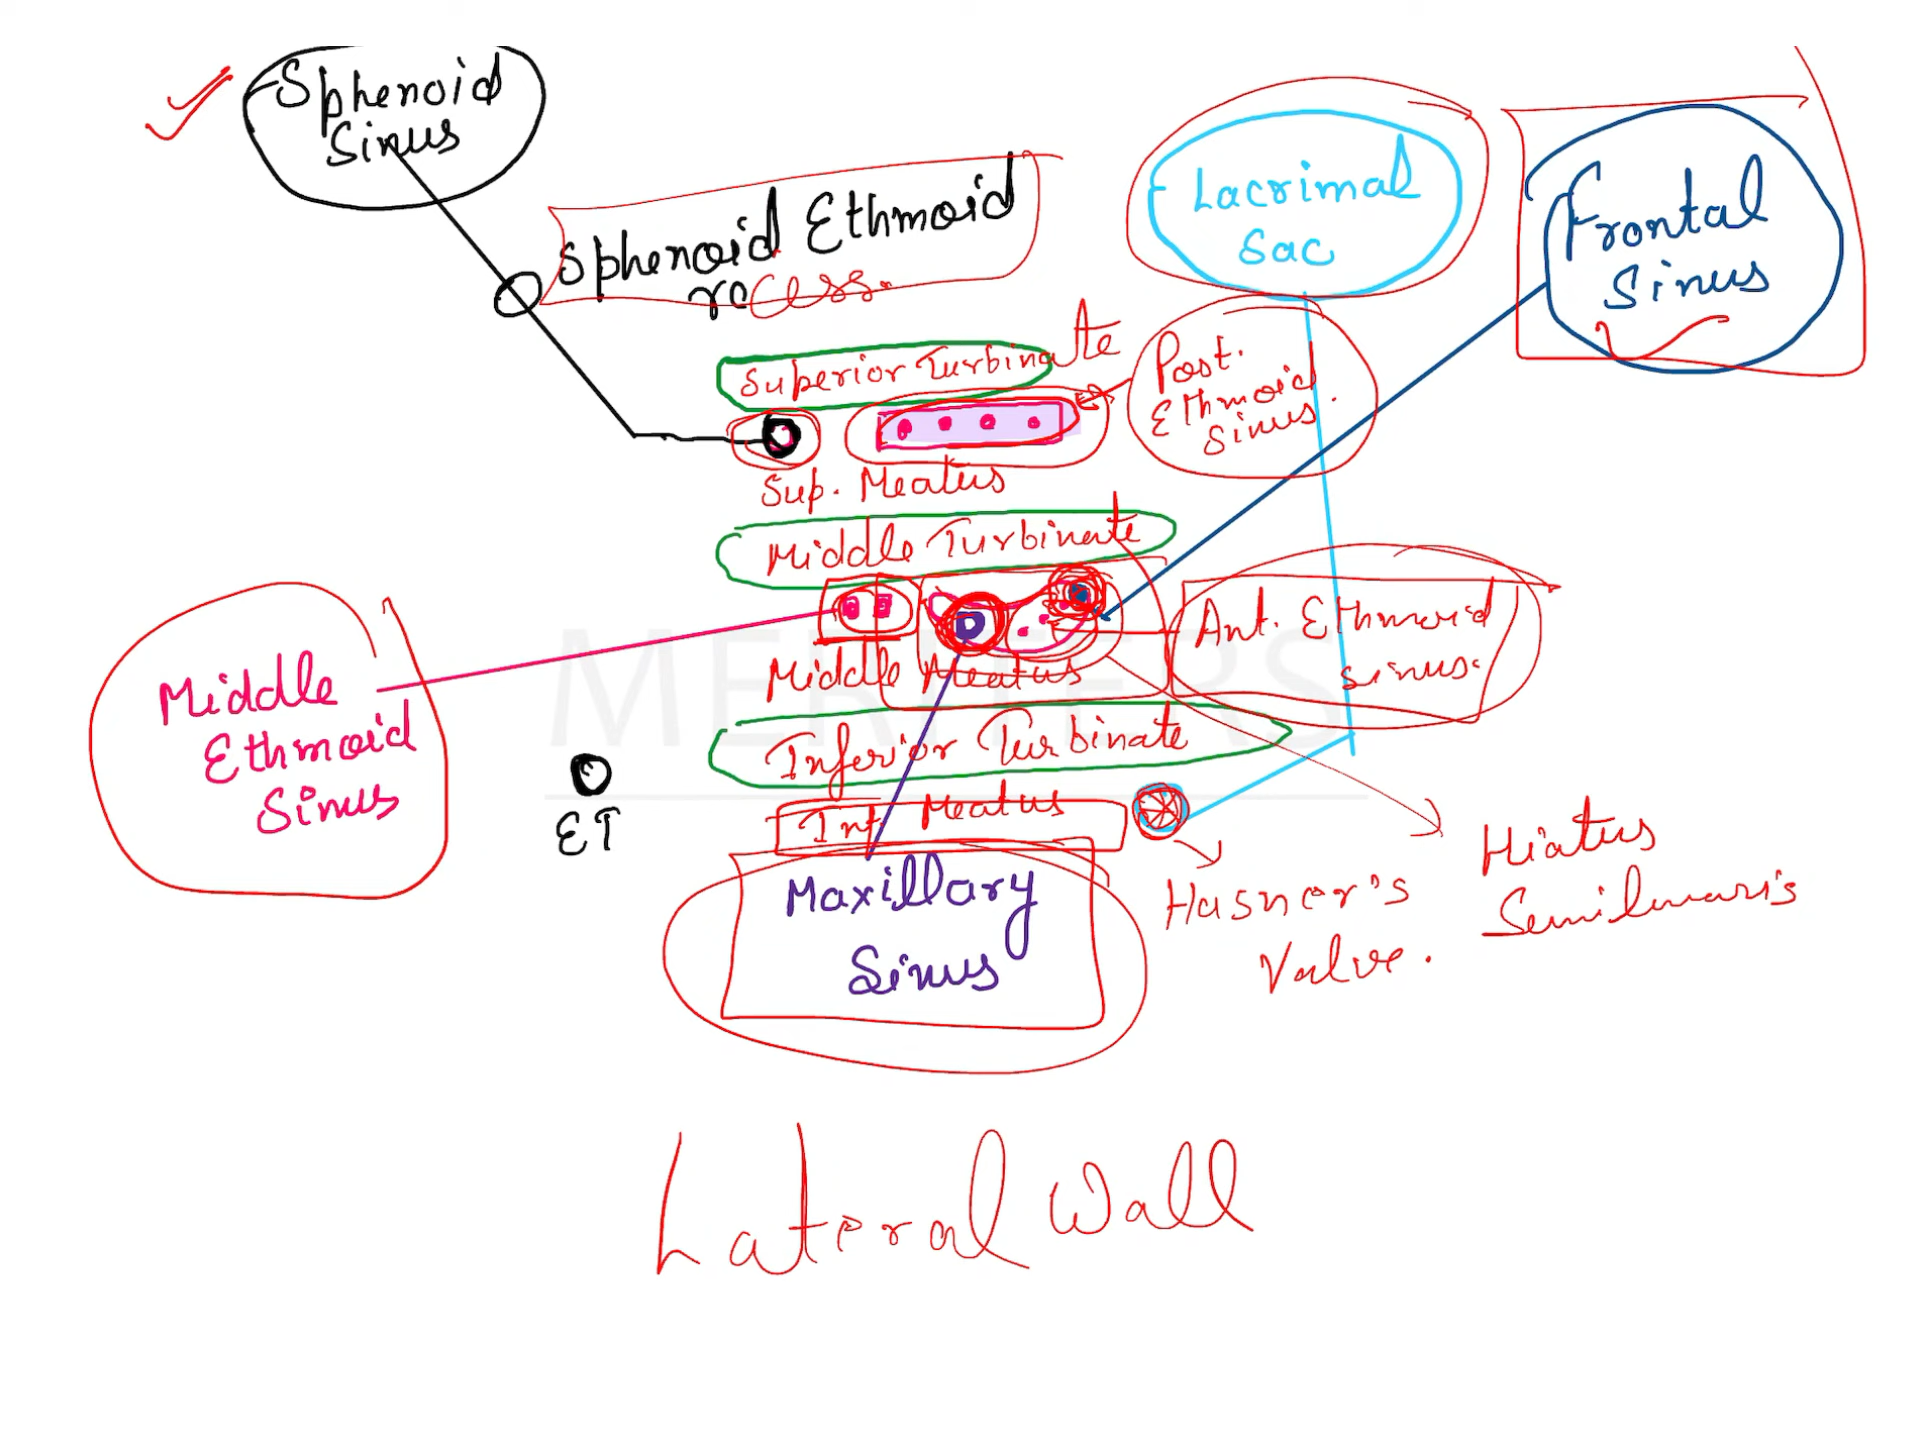 Sphenoid
Sinus
Sphenoid Ethmoid
recess.
Lacrimal
Sac
Frontal
Sinus
Superior Turbinate
Post.
Ethmoid
Sinus.
Sup. Meatus
Middle Turbinate
Ant. Ethmoid
sinus.
Middle Meatus
Middle
Ethmoid
Sinus
Inferior Turbinate
ET
Inf. Meatus
Maxillary
Sinus
Hasner's
Valve.
Hiatus
Semilunaris
Lateral Wall